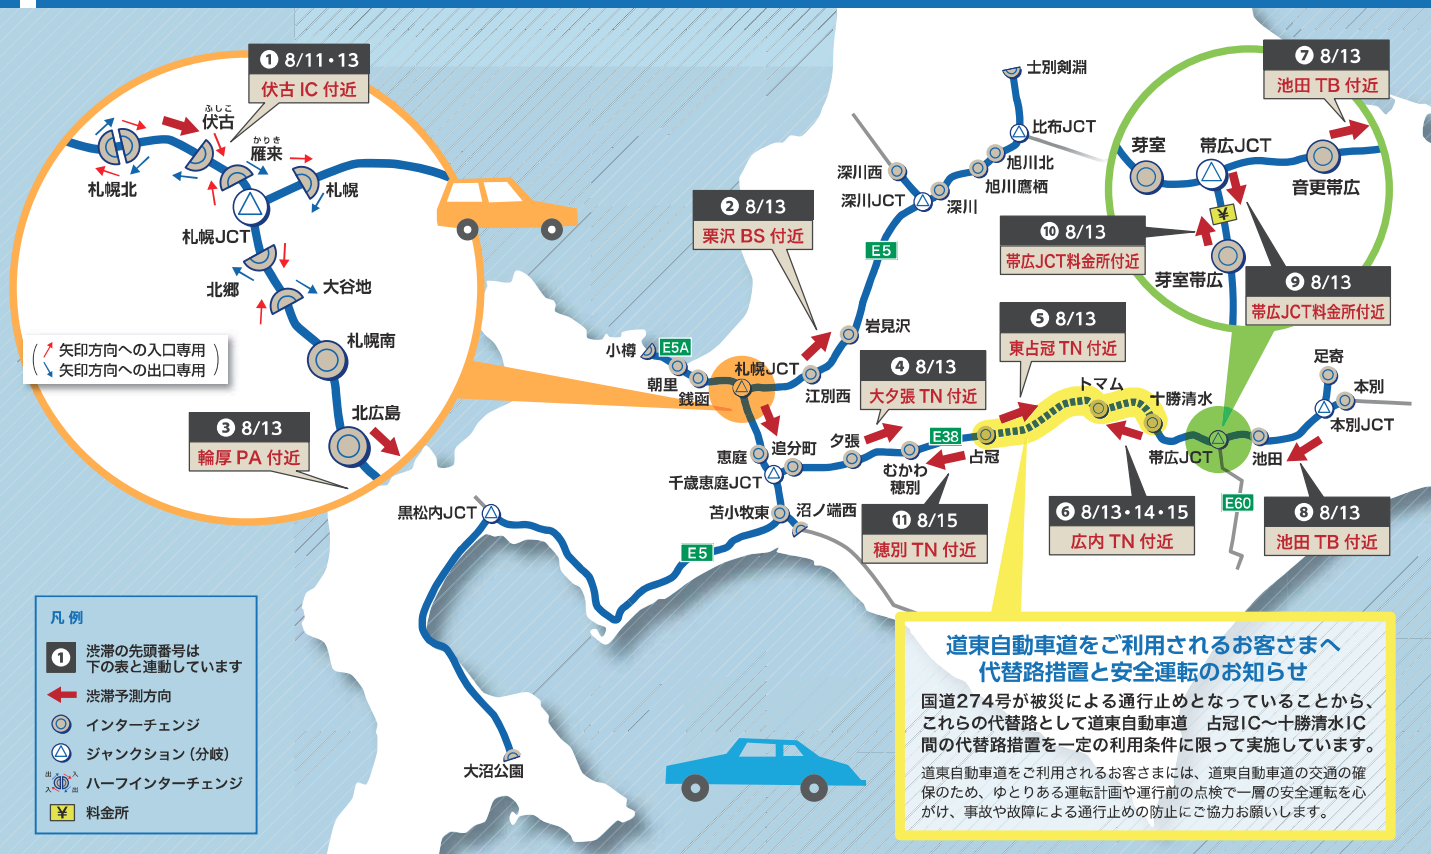 ❶ 8/11・13
伏古 IC 付近
ふしこ
伏古
かりき
雁来
札幌北
札幌
札幌JCT
北郷
大谷地
札幌南
北広島
矢印方向への入口専用
矢印方向への出口専用
❸ 8/13
輪厚 PA 付近
❷ 8/13
栗沢 BS 付近
士別剣淵
比布JCT
旭川北
旭川鷹栖
深川西
深川JCT
深川
E5
岩見沢
江別西
札幌JCT
小樽
E5A
朝里
銭函
❹ 8/13
大夕張 TN 付近
❺ 8/13
東占冠 TN 付近
❼ 8/13
池田 TB 付近
芽室
帯広JCT
音更帯広
¥
芽室帯広
❿ 8/13
帯広JCT料金所付近
❾ 8/13
帯広JCT料金所付近
足寄
本別
本別JCT
トマム
十勝清水
帯広JCT
池田
E60
恵庭
追分町
夕張
E38
占冠
むかわ
穂別
千歳恵庭JCT
苫小牧東
沼ノ端西
⓫ 8/15
穂別 TN 付近
❻ 8/13・14・15
広内 TN 付近
❽ 8/13
池田 TB 付近
黒松内JCT
E5
大沼公園
凡例
❶
渋滞の先頭番号は
下の表と連動しています
渋滞予測方向
インターチェンジ
ジャンクション（分岐）
出 入
入 出
ハーフインターチェンジ
¥
料金所
道東自動車道をご利用されるお客さまへ
代替路措置と安全運転のお知らせ
国道274号が被災による通行止めとなっていることから、
これらの代替路として道東自動車道　占冠IC～十勝清水IC
間の代替路措置を一定の利用条件に限って実施しています。
道東自動車道をご利用されるお客さまには、道東自動車道の交通の確
保のため、ゆとりある運転計画や運行前の点検で一層の安全運転を心
がけ、事故や故障による通行止めの防止にご協力お願いします。